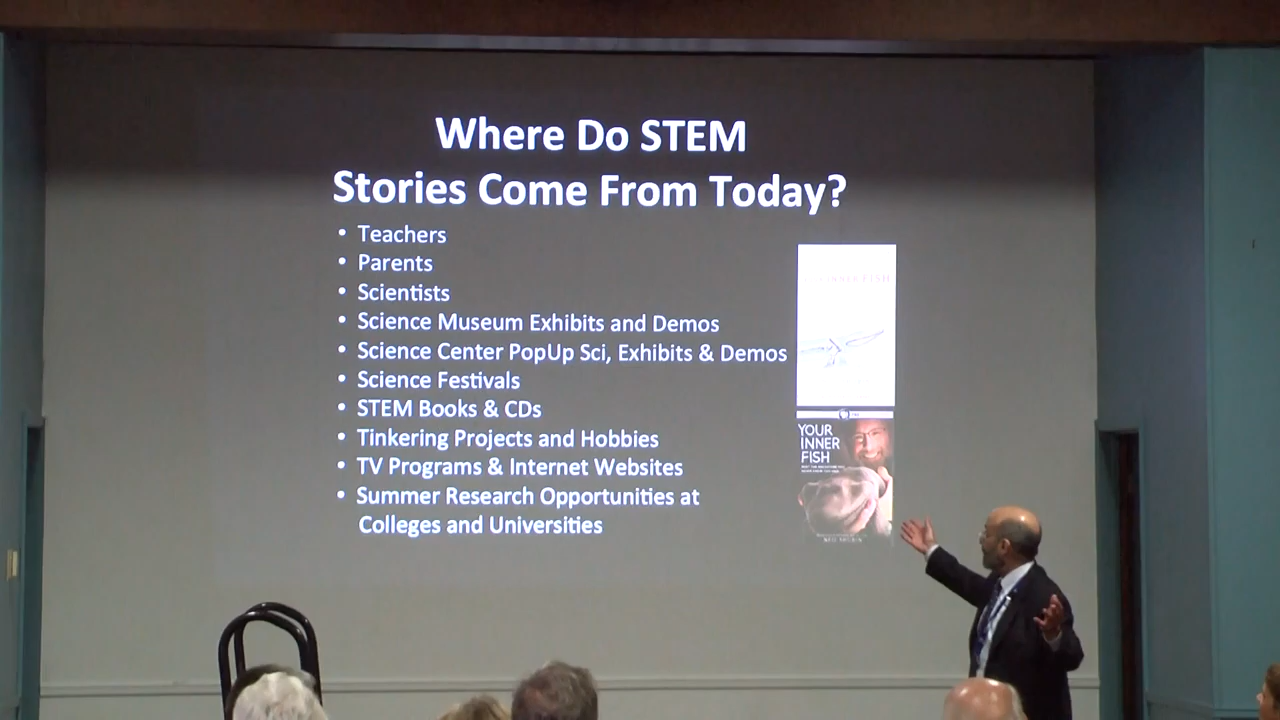 Where Do STEM
Stories Come From Today?
• Teachers
• Parents
• Scientists
• Science Museum Exhibits and Demos
• Science Center PopUp Sci, Exhibits & Demos
• Science Festivals
• STEM Books & CDs
• Tinkering Projects and Hobbies
• TV Programs & Internet Websites
• Summer Research Opportunities at
Colleges and Universities
INNER FISH
YOUR
INNER
FISH